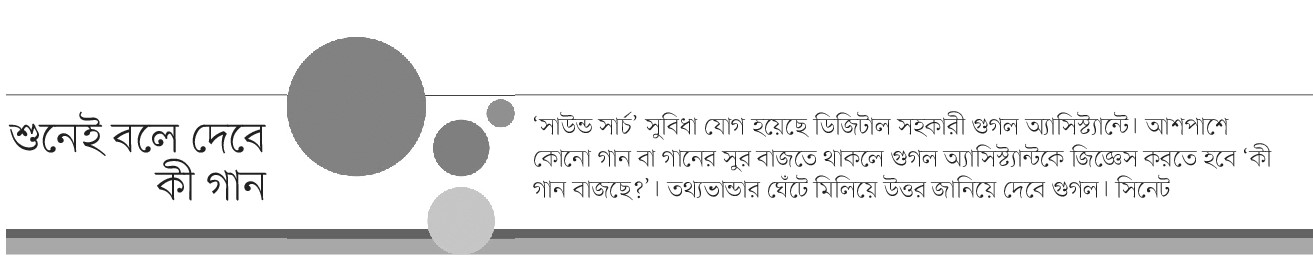 শুনেই বলে দেবে
কী গান
‘সাউন্ড সার্চ’ সুবিধা যোগ হয়েছে ডিজিটাল সহকারী গুগল অ্যাসিস্ট্যান্টে। আশপাশে
কোনো গান বা গানের সুর বাজতে থাকলে গুগল অ্যাসিস্ট্যান্টকে জিজ্ঞেস করতে হবে ‘কী
গান বাজছে?’। তথ্যভান্ডার ঘেঁটে মিলিয়ে উত্তর জানিয়ে দেবে গুগল। সিনেট